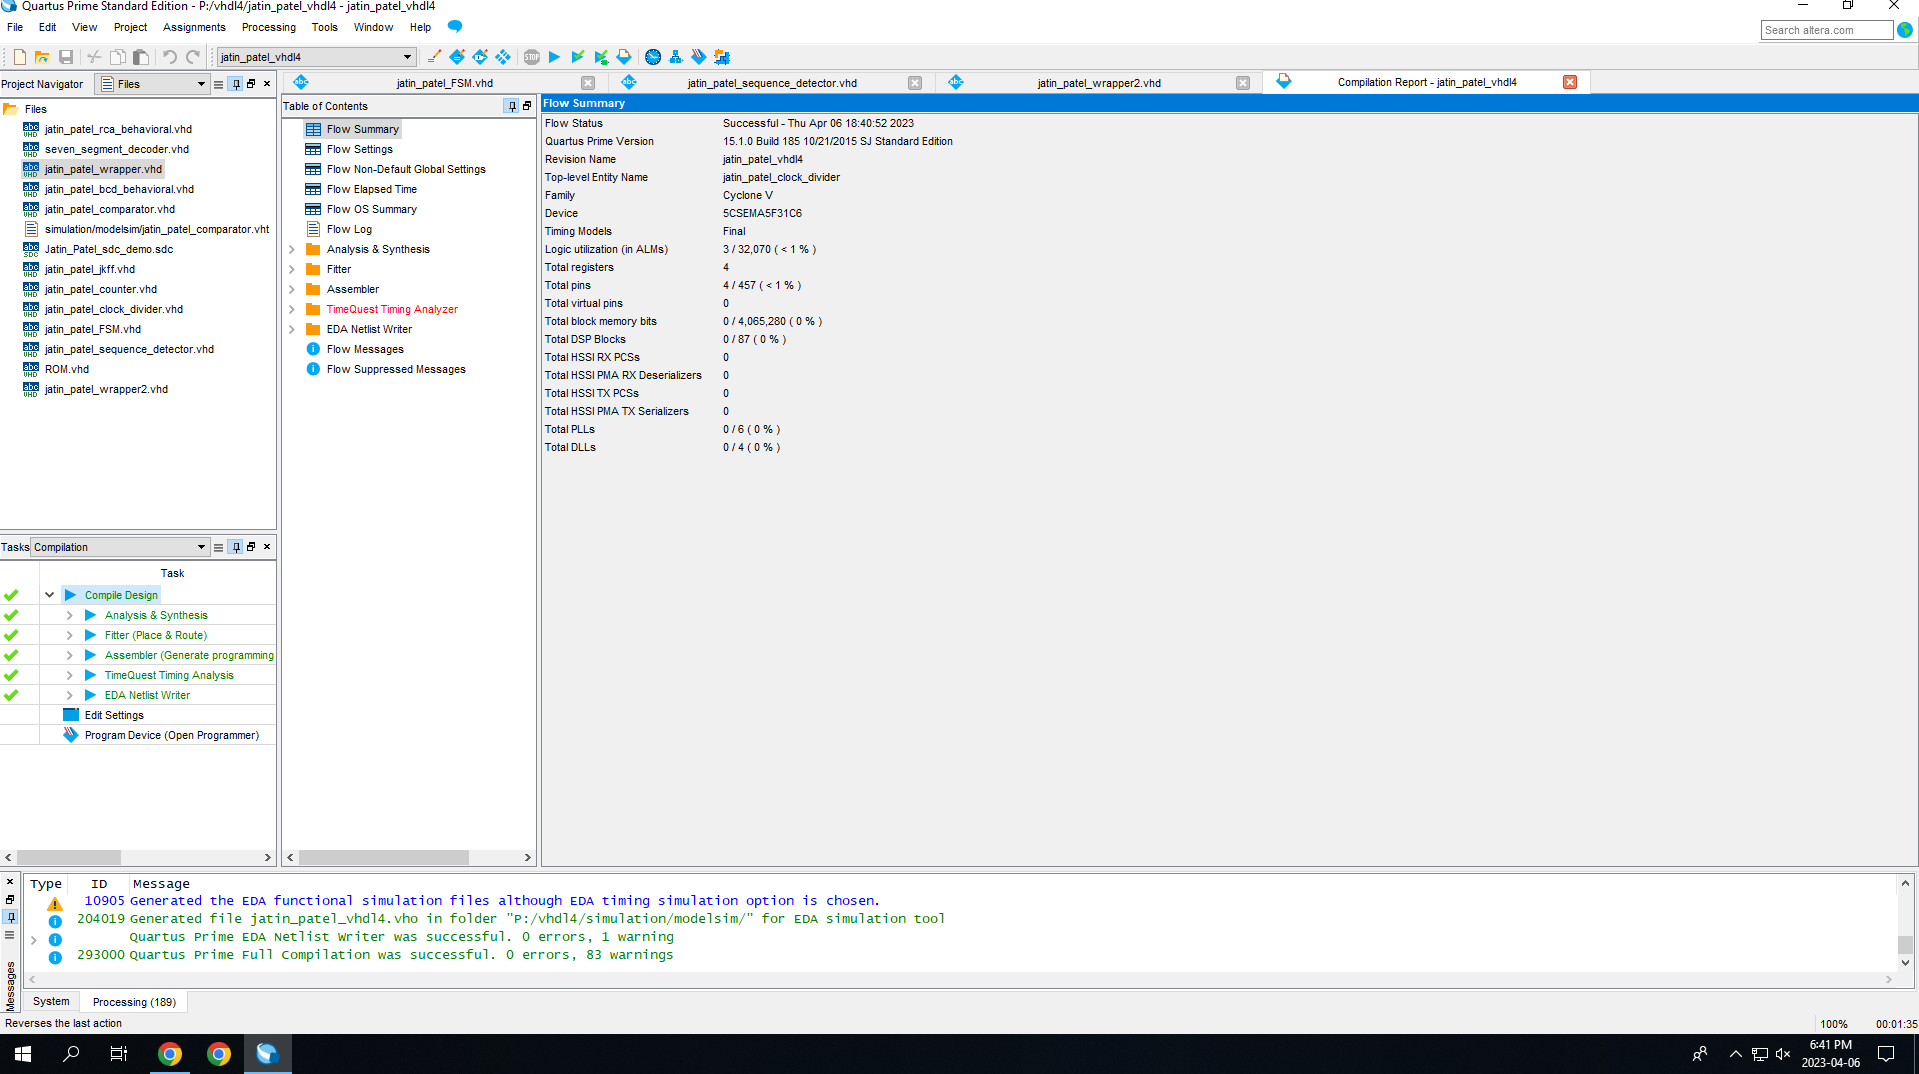 Quartus Prime Standard Edition - P:/vhdl4/jatin_patel_vhdl4 - jatin_patel_vhdl4
File Edit View Project Assignments Processing Tools Window Help
Search altera.com
jatin_patel_vhdl4
Project Navigator Files
jatin_patel_FSM.vhd jatin_patel_sequence_detector.vhd jatin_patel_wrapper2.vhd Compilation Report - jatin_patel_vhdl4
Files
jatin_patel_rca_behavioral.vhd
seven_segment_decoder.vhd
jatin_patel_wrapper.vhd
jatin_patel_bcd_behavioral.vhd
jatin_patel_comparator.vhd
simulation/modelsim/jatin_patel_comparator.vht
Jatin_Patel_sdc_demo.sdc
jatin_patel_jkff.vhd
jatin_patel_counter.vhd
jatin_patel_clock_divider.vhd
jatin_patel_FSM.vhd
jatin_patel_sequence_detector.vhd
ROM.vhd
jatin_patel_wrapper2.vhd
Table of Contents
Flow Summary
Flow Settings
Flow Non-Default Global Settings
Flow Elapsed Time
Flow OS Summary
Flow Log
Analysis & Synthesis
Fitter
Assembler
TimeQuest Timing Analyzer
EDA Netlist Writer
Flow Messages
Flow Suppressed Messages
Flow Summary
Flow Status Successful - Thu Apr 06 18:40:52 2023
Quartus Prime Version 15.1.0 Build 185 10/21/2015 SJ Standard Edition
Revision Name jatin_patel_vhdl4
Top-level Entity Name jatin_patel_clock_divider
Family Cyclone V
Device 5CSEMA5F31C6
Timing Models Final
Logic utilization (in ALMs) 3 / 32,070 ( < 1 % )
Total registers 4
Total pins 4 / 457 ( < 1 % )
Total virtual pins 0
Total block memory bits 0 / 4,065,280 ( 0 % )
Total DSP Blocks 0 / 87 ( 0 % )
Total HSSI RX PCSs 0
Total HSSI PMA RX Deserializers 0
Total HSSI TX PCSs 0
Total HSSI PMA TX Serializers 0
Total PLLs 0 / 6 ( 0 % )
Total DLLs 0 / 4 ( 0 % )
Tasks Compilation
Task
Compile Design
Analysis & Synthesis
Fitter (Place & Route)
Assembler (Generate programming
TimeQuest Timing Analysis
EDA Netlist Writer
Edit Settings
Program Device (Open Programmer)
Type ID Message
10905 Generated the EDA functional simulation files although EDA timing simulation option is chosen.
204019 Generated file jatin_patel_vhdl4.vho in folder "P:/vhdl4/simulation/modelsim/" for EDA simulation tool
Quartus Prime EDA Netlist Writer was successful. 0 errors, 1 warning
293000 Quartus Prime Full Compilation was successful. 0 errors, 83 warnings
Messages
System Processing (189)
Reverses the last action
100% 00:01:35
6:41 PM
2023-04-06